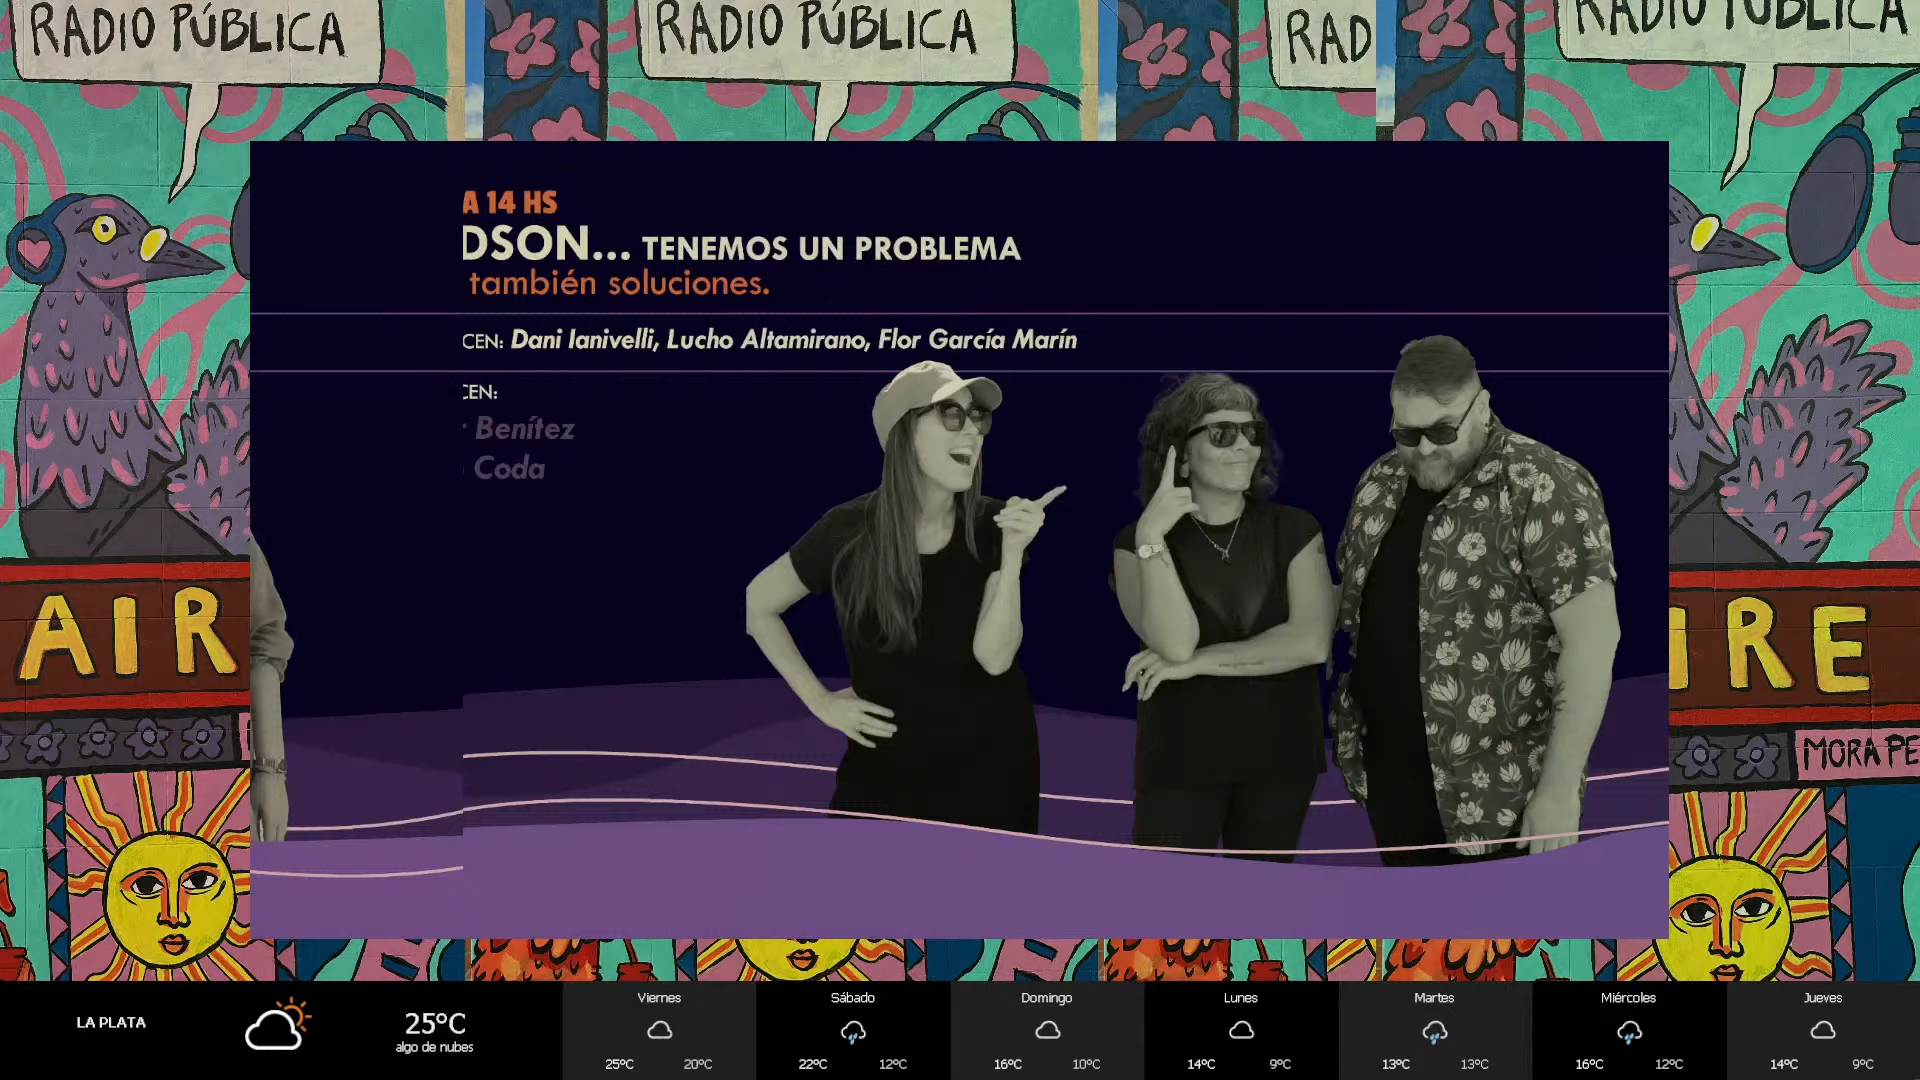 RADIO PÚBLICA
RADIO PÚBLICA
RAD
RADIO PÚBLICA
A 14 HS
DSON... TENEMOS UN PROBLEMA
también soluciones.
CEN: Dani Ianivelli, Lucho Altamirano, Flor García Marín
CEN:
Benítez
Coda
AIR
IRE
MORA PE
LA PLATA
25°C
algo de nubes
Viernes
25°C 20°C
Sábado
22°C 12°C
Domingo
16°C 10°C
Lunes
14°C 9°C
Martes
13°C 13°C
Miércoles
16°C 12°C
Jueves
14°C 9°C